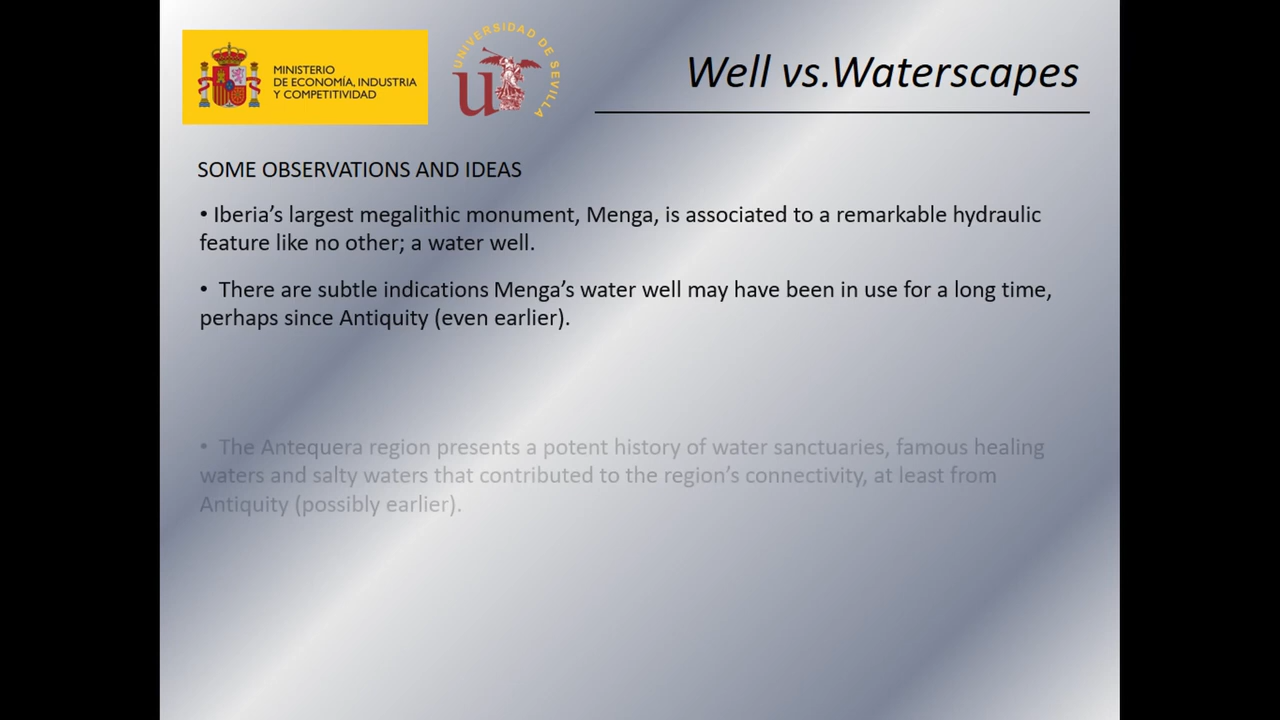 MINISTERIO
DE ECONOMÍA, INDUSTRIA
Y COMPETITIVIDAD
UNIVERSIDAD DE SEVILLA
u
Well vs.Waterscapes
SOME OBSERVATIONS AND IDEAS
• Iberia’s largest megalithic monument, Menga, is associated to a remarkable hydraulic
feature like no other; a water well.
• There are subtle indications Menga’s water well may have been in use for a long time,
perhaps since Antiquity (even earlier).
• The Antequera region presents a potent history of water sanctuaries, famous healing
waters and salty waters that contributed to the region’s connectivity, at least from
Antiquity (possibly earlier).